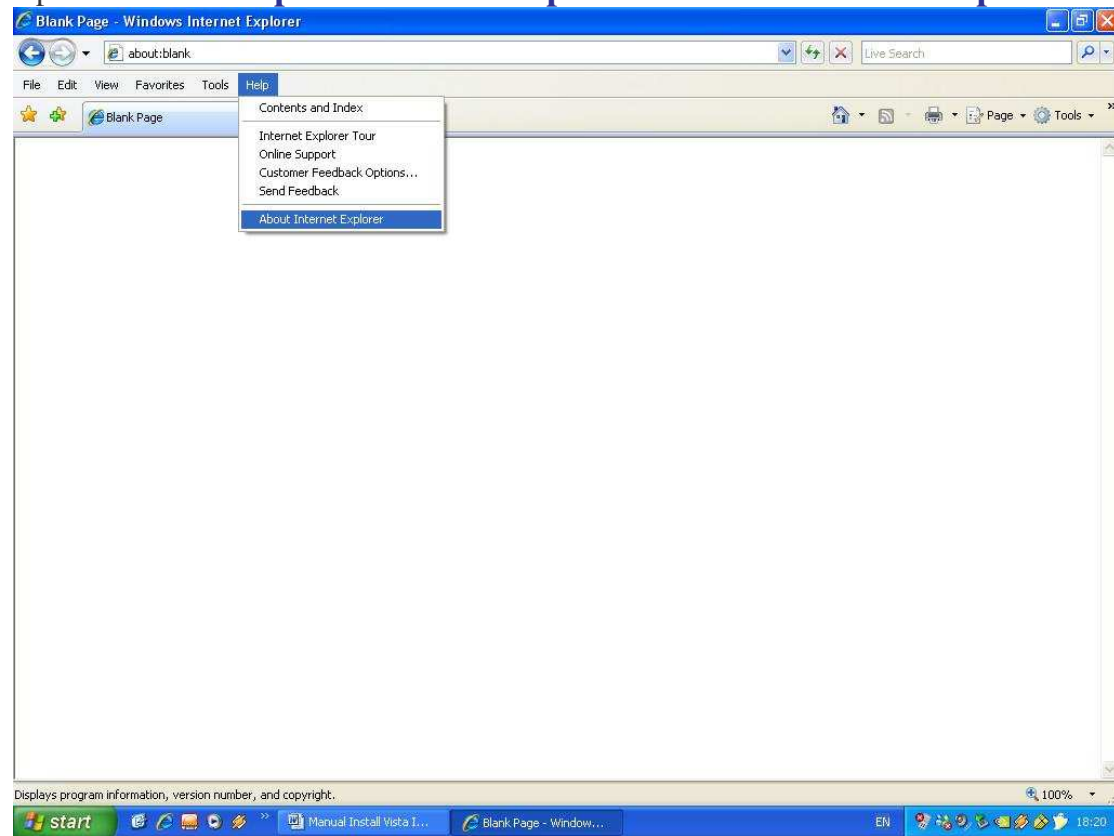 Blank Page - Windows Internet Explorer
about:blank
Live Search
File Edit View Favorites Tools Help
Blank Page
Page Tools
Contents and Index
Internet Explorer Tour
Online Support
Customer Feedback Options...
Send Feedback
About Internet Explorer
Displays program information, version number, and copyright.
100%
start
Manual Install Vista I...
Blank Page - Window...
EN
18:20